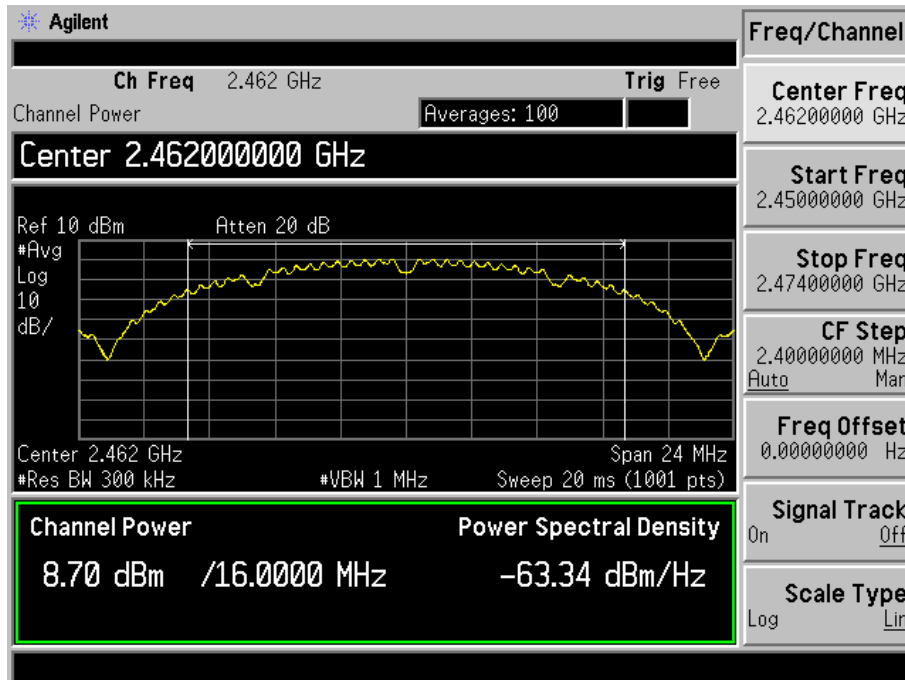 Agilent
Freq/Channel
Ch Freq 2.462 GHz Trig Free
Channel Power Averages: 100
Center 2.462000000 GHz
Ref 10 dBm Atten 20 dB
#Avg
Log
10
dB/
Center 2.462 GHz Span 24 MHz
#Res BW 300 kHz #VBW 1 MHz Sweep 20 ms (1001 pts)
Channel Power Power Spectral Density
8.70 dBm /16.0000 MHz -63.34 dBm/Hz
Center Freq
2.46200000 GHz
Start Freq
2.45000000 GHz
Stop Freq
2.47400000 GHz
CF Step
2.40000000 MHz
Auto Man
Freq Offset
0.00000000 Hz
Signal Track
On Off
Scale Type
Log Lin